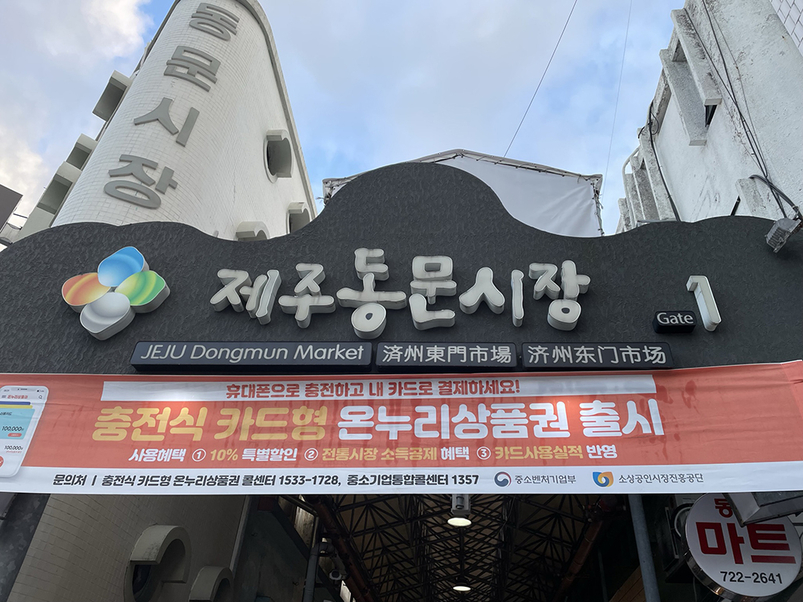 동문시장
제주동문시장
Gate 1
JEJU Dongmun Market 済州東門市場 济州东门市场
휴대폰으로 충전하고 내 카드로 결제하세요!
충전식 카드형 온누리상품권 출시
사용혜택 ① 10% 특별할인 ② 전통시장 소득공제 혜택 ③ 카드사용실적 반영
문의처 | 충전식 카드형 온누리상품권 콜센터 1533-1728, 중소기업통합콜센터 1357 중소벤처기업부 소상공인시장진흥공단
100,000
100,000
마트
722-2641